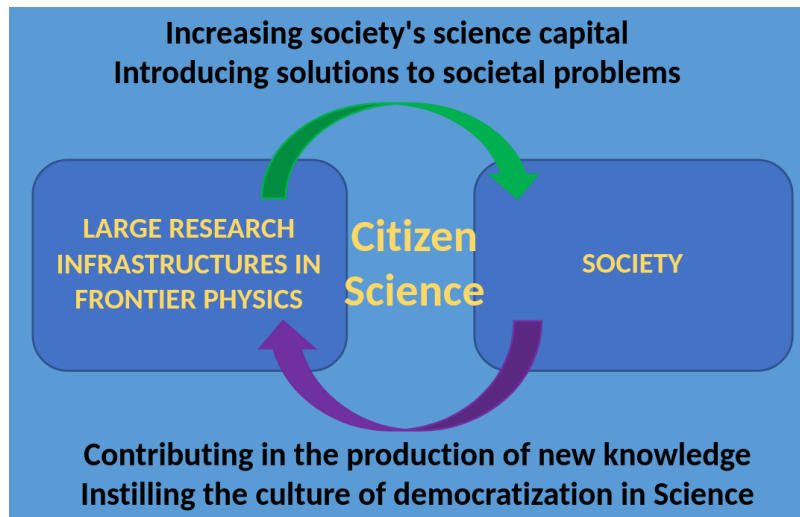 Increasing society's science capital
Introducing solutions to societal problems
LARGE RESEARCH
INFRASTRUCTURES IN
FRONTIER PHYSICS
Citizen
Science
SOCIETY
Contributing in the production of new knowledge
Instilling the culture of democratization in Science